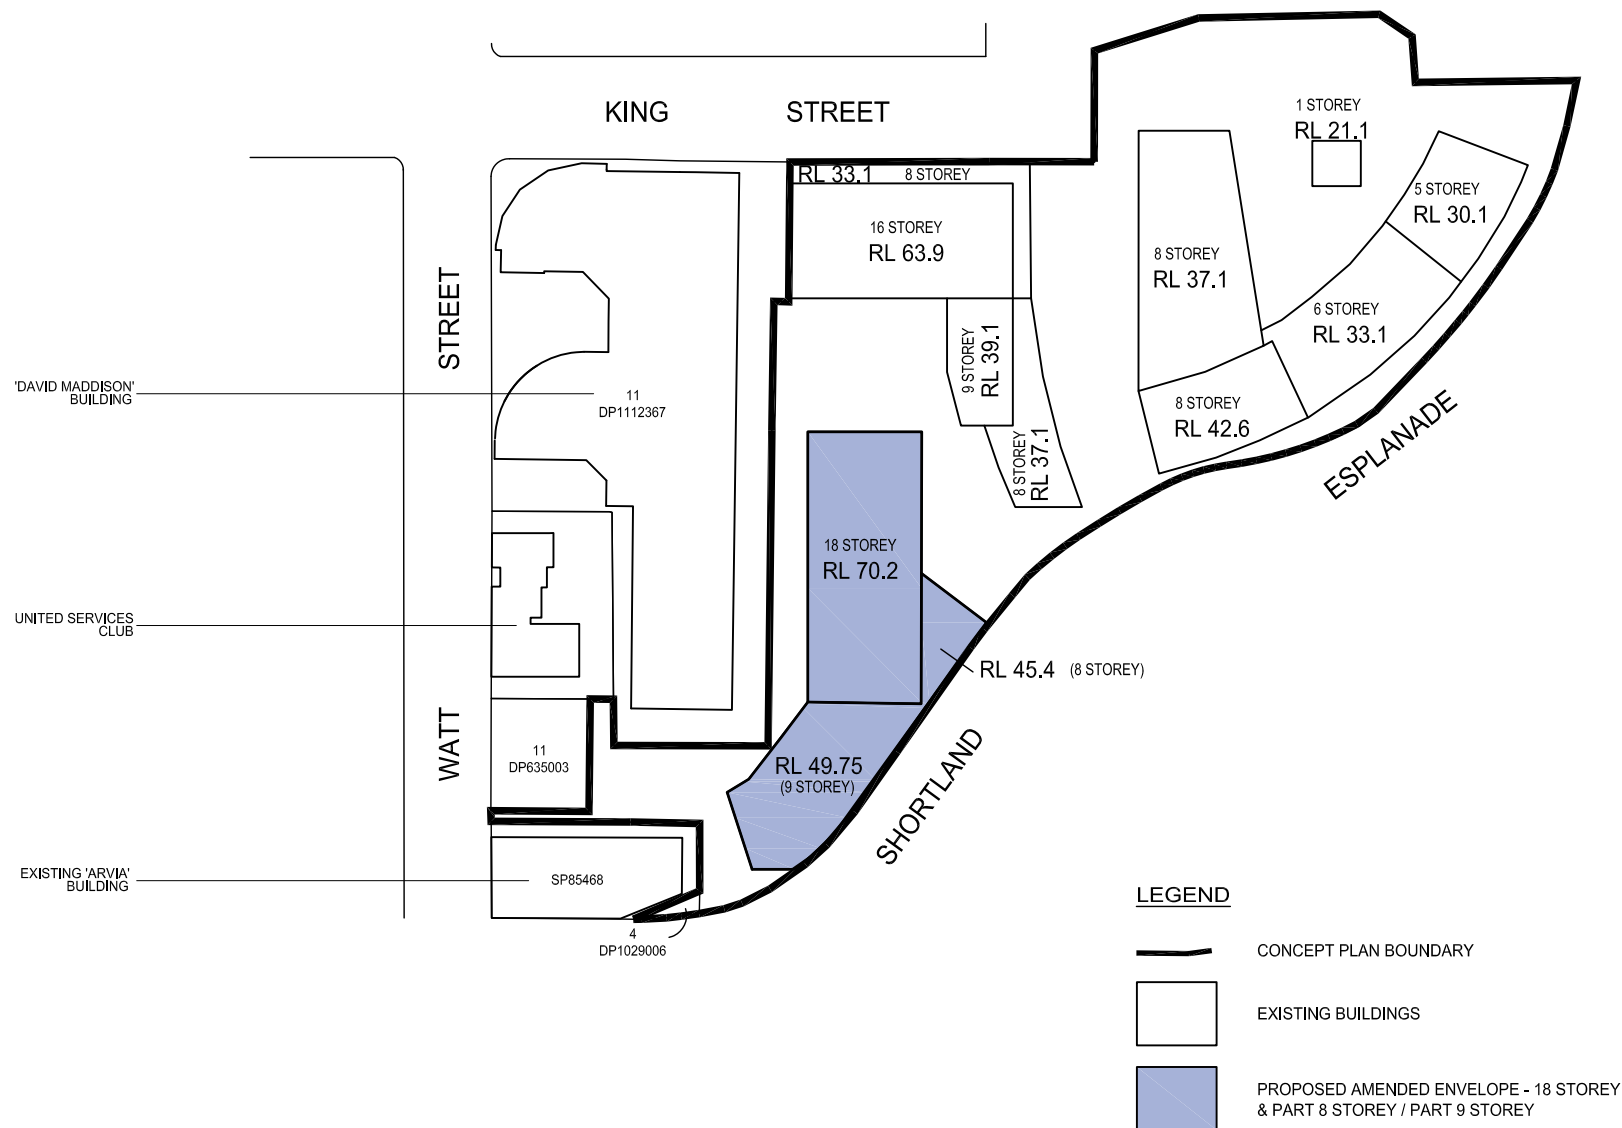 KING STREET
1 STOREY
RL 21.1
RL 33.1 8 STOREY
5 STOREY
RL 30.1
16 STOREY
RL 63.9
8 STOREY
RL 37.1
6 STOREY
RL 33.1
STREET
9 STOREY
RL 39.1
'DAVID MADDISON'
BUILDING
11
DP1112367
8 STOREY
RL 42.6
ESPLANADE
8 STOREY
RL 37.1
18 STOREY
RL 70.2
UNITED SERVICES
CLUB
RL 45.4 (8 STOREY)
WATT
11
DP635003
RL 49.75
(9 STOREY)
SHORTLAND
EXISTING 'ARVIA'
BUILDING
SP85468
4
DP1029006
LEGEND
CONCEPT PLAN BOUNDARY
EXISTING BUILDINGS
PROPOSED AMENDED ENVELOPE - 18 STOREY
& PART 8 STOREY / PART 9 STOREY